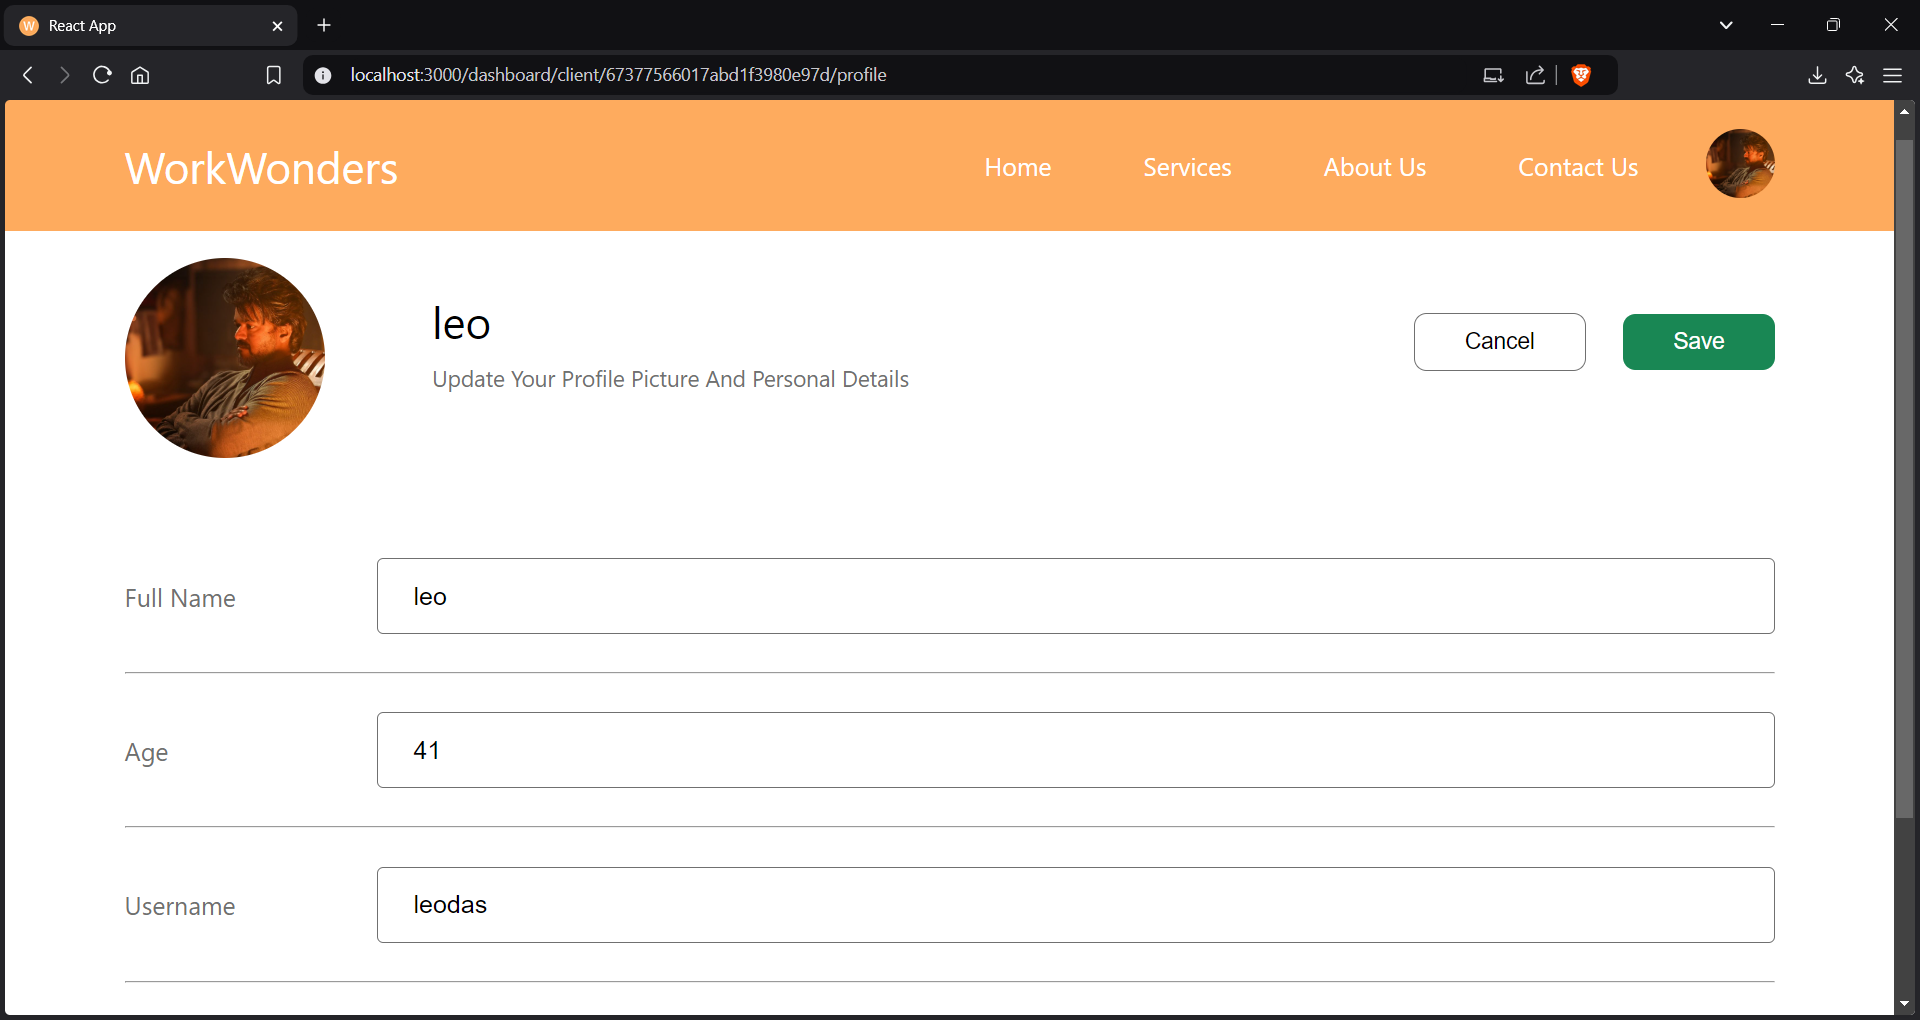 W React App
localhost:3000/dashboard/client/67377566017abd1f3980e97d/profile
WorkWonders Home Services About Us Contact Us
leo
Cancel Save
Update Your Profile Picture And Personal Details
Full Name leo
Age 41
Username leodas